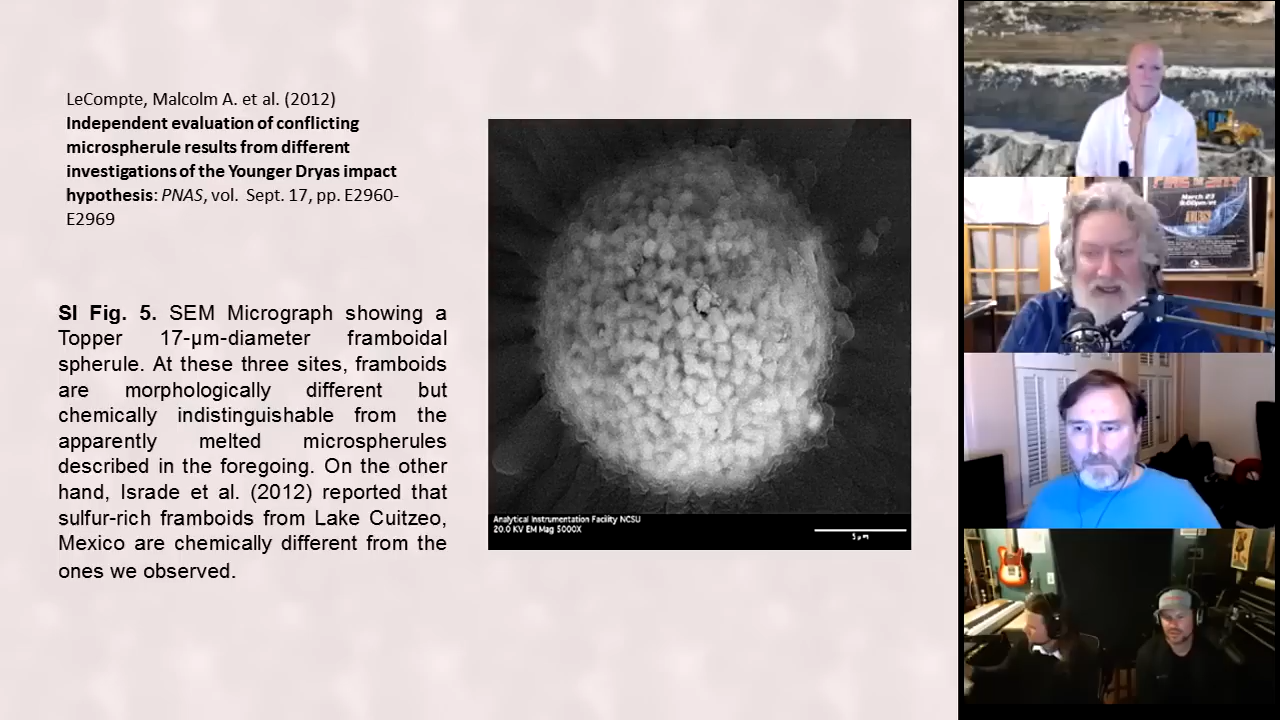 LeCompte, Malcolm A. et al. (2012)
Independent evaluation of conflicting
microspherule results from different
investigations of the Younger Dryas impact
hypothesis: PNAS, vol.  Sept. 17, pp. E2960-
E2969
SI Fig. 5. SEM Micrograph showing a
Topper 17-μm-diameter framboidal
spherule. At these three sites, framboids
are morphologically different but
chemically indistinguishable from the
apparently melted microspherules
described in the foregoing. On the other
hand, Israde et al. (2012) reported that
sulfur-rich framboids from Lake Cuitzeo,
Mexico are chemically different from the
ones we observed.
Analytical Instrumentation Facility NCSU
20.0 KV EM Mag 5000X
5 µm
March 23